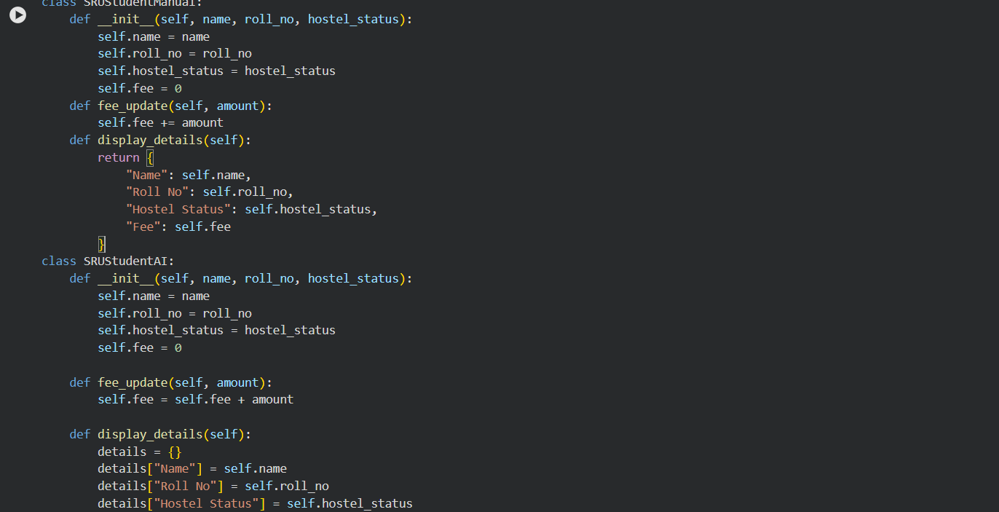 class SRUStudentManual:
    def __init__(self, name, roll_no, hostel_status):
        self.name = name
        self.roll_no = roll_no
        self.hostel_status = hostel_status
        self.fee = 0
    def fee_update(self, amount):
        self.fee += amount
    def display_details(self):
        return {
            "Name": self.name,
            "Roll No": self.roll_no,
            "Hostel Status": self.hostel_status,
            "Fee": self.fee
        }
class SRUStudentAI:
    def __init__(self, name, roll_no, hostel_status):
        self.name = name
        self.roll_no = roll_no
        self.hostel_status = hostel_status
        self.fee = 0
    def fee_update(self, amount):
        self.fee = self.fee + amount
    def display_details(self):
        details = {}
        details["Name"] = self.name
        details["Roll No"] = self.roll_no
        details["Hostel Status"] = self.hostel_status